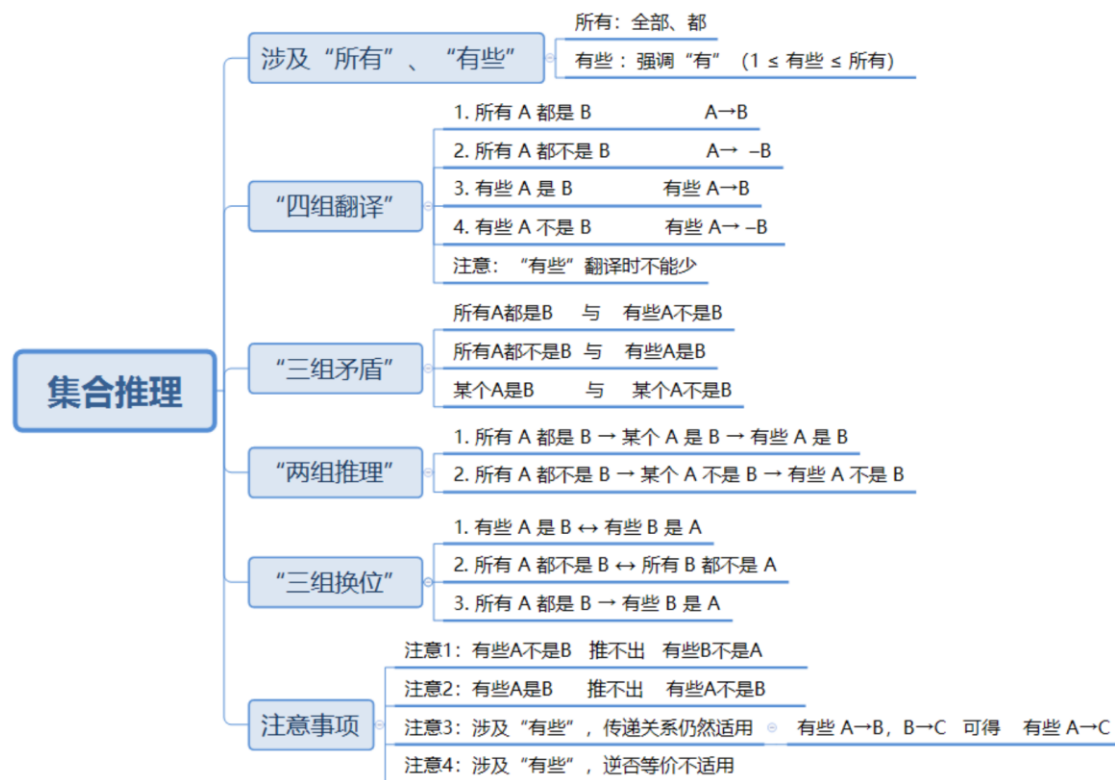 集合推理
涉及“所有”、“有些”
所有：全部、都
有些：强调“有”（1 ≤ 有些 ≤ 所有）
“四组翻译”
1. 所有 A 都是 B A→B
2. 所有 A 都不是 B A→ –B
3. 有些 A 是 B 有些 A→B
4. 有些 A 不是 B 有些 A→ –B
注意：“有些”翻译时不能少
“三组矛盾”
所有A都是B 与 有些A不是B
所有A都不是B 与 有些A是B
某个A是B 与 某个A不是B
“两组推理”
1. 所有 A 都是 B → 某个 A 是 B → 有些 A 是 B
2. 所有 A 都不是 B → 某个 A 不是 B → 有些 A 不是 B
“三组换位”
1. 有些 A 是 B ↔ 有些 B 是 A
2. 所有 A 都不是 B ↔ 所有 B 都不是 A
3. 所有 A 都是 B → 有些 B 是 A
注意事项
注意1：有些A不是B 推不出 有些B不是A
注意2：有些A是B 推不出 有些A不是B
注意3：涉及“有些”，传递关系仍然适用
有些 A→B，B→C 可得 有些 A→C
注意4：涉及“有些”，逆否等价不适用